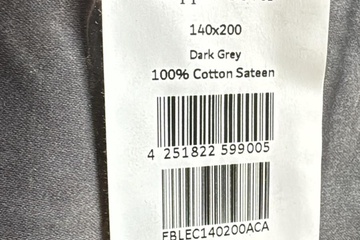 140x200
Dark Grey
100% Cotton Sateen
4 251822 599005
FBLEC140200ACA